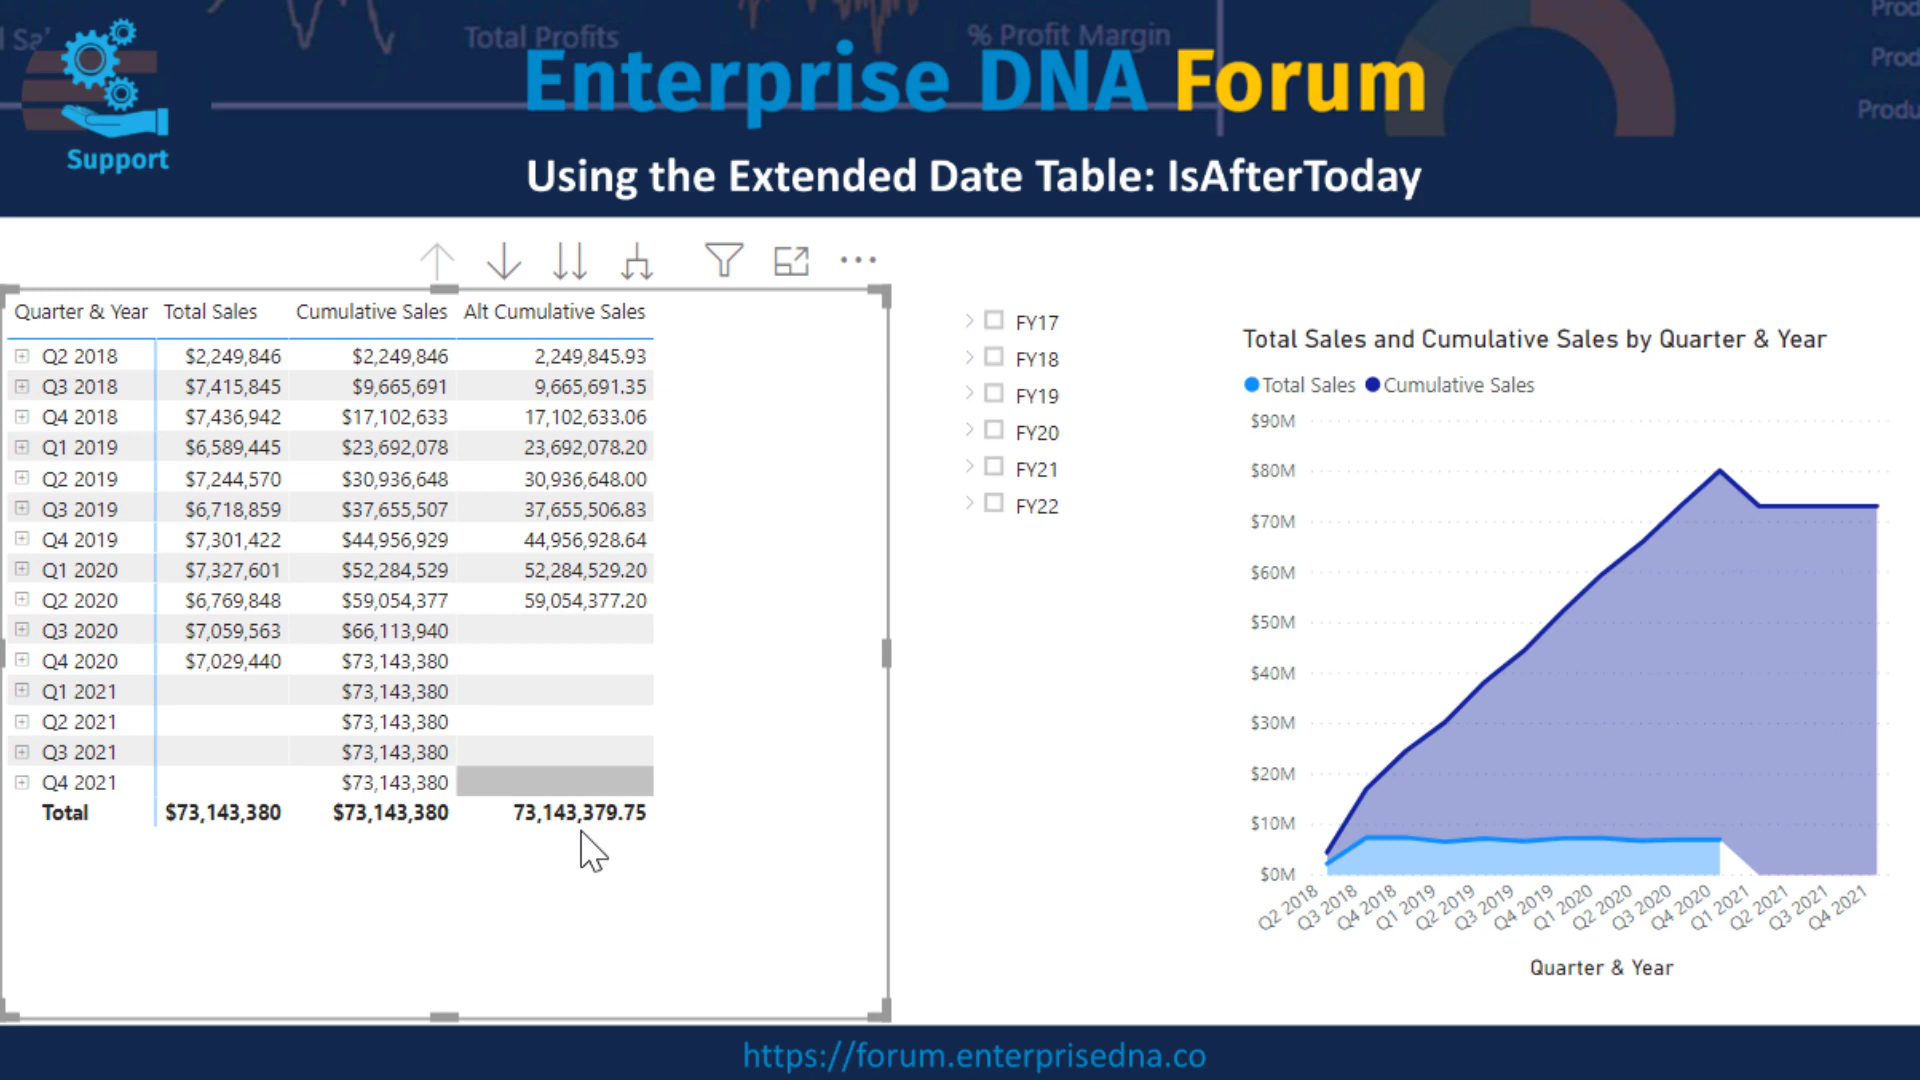 Total Profits
% Profit Margin
Support
Enterprise DNA Forum
Using the Extended Date Table: IsAfterToday
Quarter & Year Total Sales Cumulative Sales Alt Cumulative Sales
Q2 2018 $2,249,846 $2,249,846 2,249,845.93
Q3 2018 $7,415,845 $9,665,691 9,665,691.35
Q4 2018 $7,436,942 $17,102,633 17,102,633.06
Q1 2019 $6,589,445 $23,692,078 23,692,078.20
Q2 2019 $7,244,570 $30,936,648 30,936,648.00
Q3 2019 $6,718,859 $37,655,507 37,655,506.83
Q4 2019 $7,301,422 $44,956,929 44,956,928.64
Q1 2020 $7,327,601 $52,284,529 52,284,529.20
Q2 2020 $6,769,848 $59,054,377 59,054,377.20
Q3 2020 $7,059,563 $66,113,940
Q4 2020 $7,029,440 $73,143,380
Q1 2021 $73,143,380
Q2 2021 $73,143,380
Q3 2021 $73,143,380
Q4 2021 $73,143,380
Total $73,143,380 $73,143,380 73,143,379.75
FY17
FY18
FY19
FY20
FY21
FY22
Total Sales and Cumulative Sales by Quarter & Year
Total Sales Cumulative Sales
$90M
$80M
$70M
$60M
$50M
$40M
$30M
$20M
$10M
$0M
Q2 2018 Q3 2018 Q4 2018 Q1 2019 Q2 2019 Q3 2019 Q4 2019 Q1 2020 Q2 2020 Q3 2020 Q4 2020 Q1 2021 Q2 2021 Q3 2021 Q4 2021
Quarter & Year
https://forum.enterprisedna.co